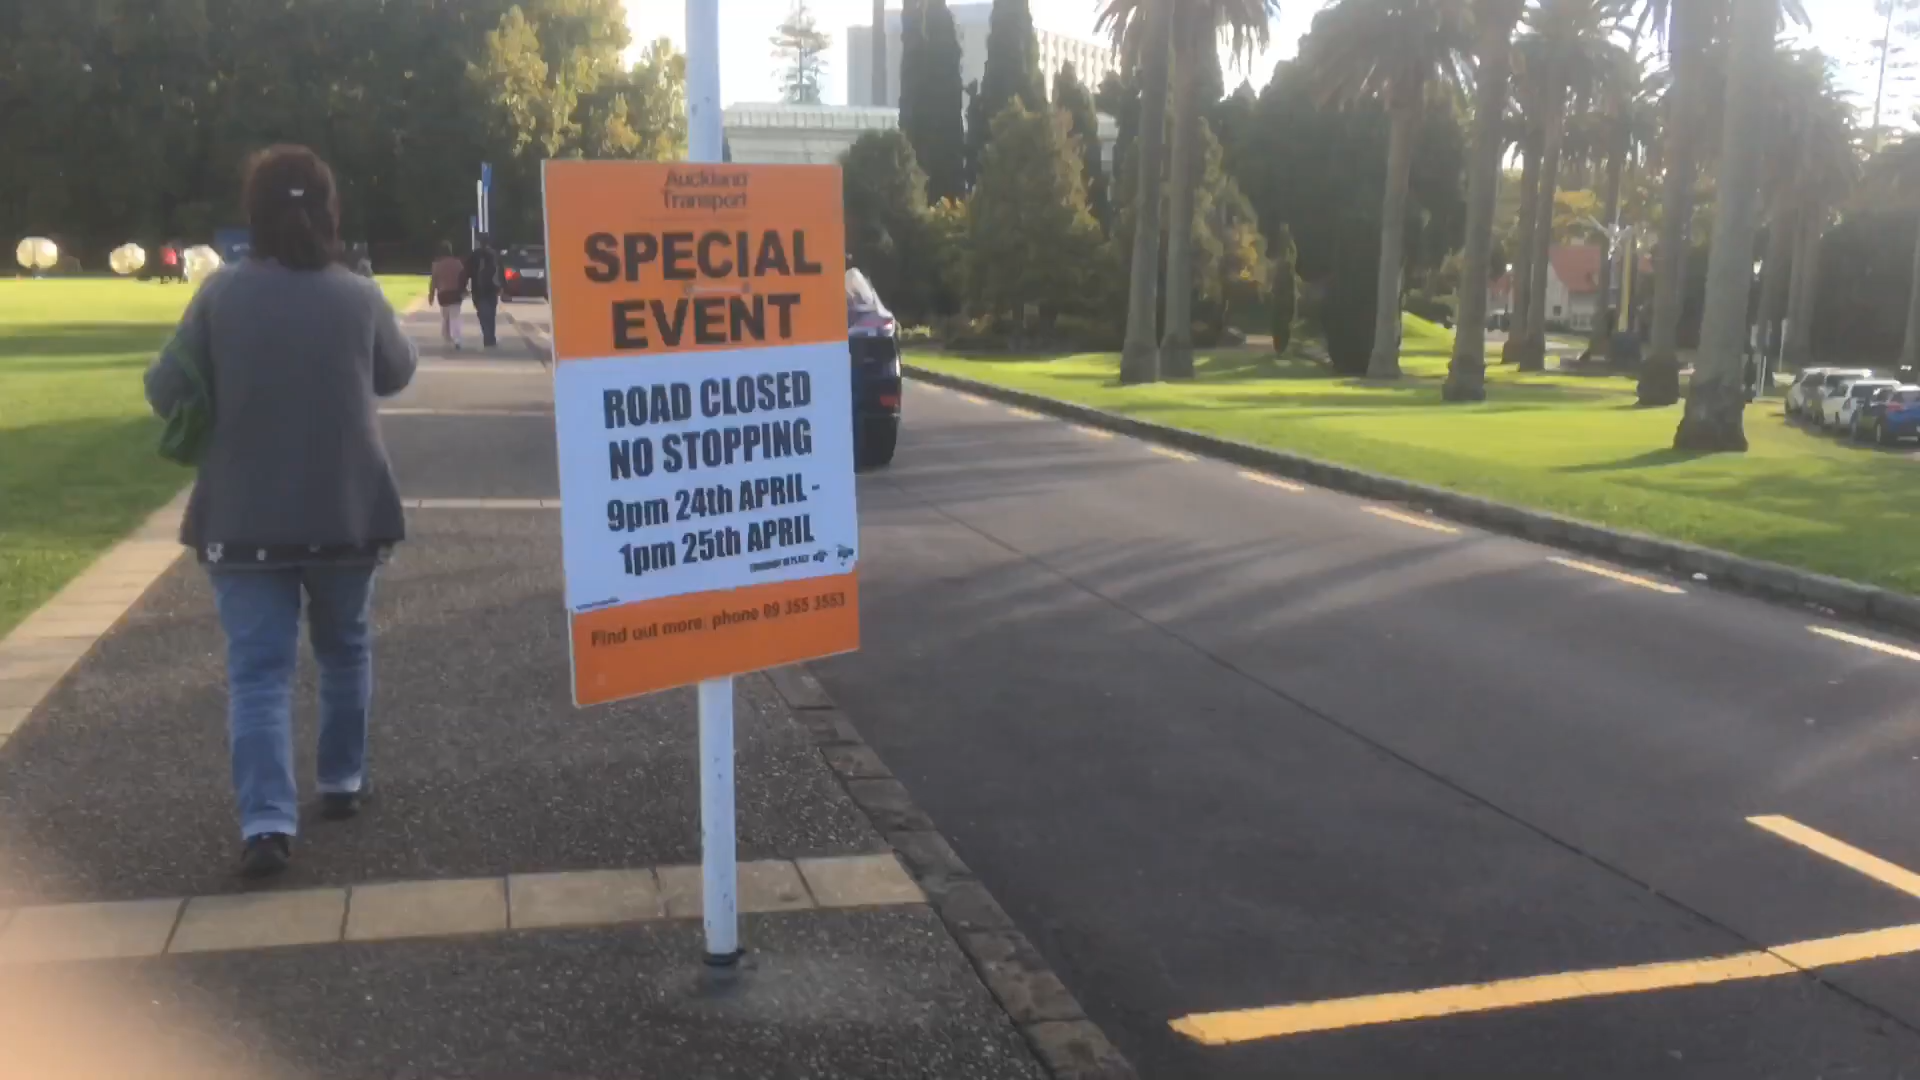 Auckland
Transport
SPECIAL
EVENT
ROAD CLOSED
NO STOPPING
9pm 24th APRIL -
1pm 25th APRIL
Find out more: phone 09 355 3553